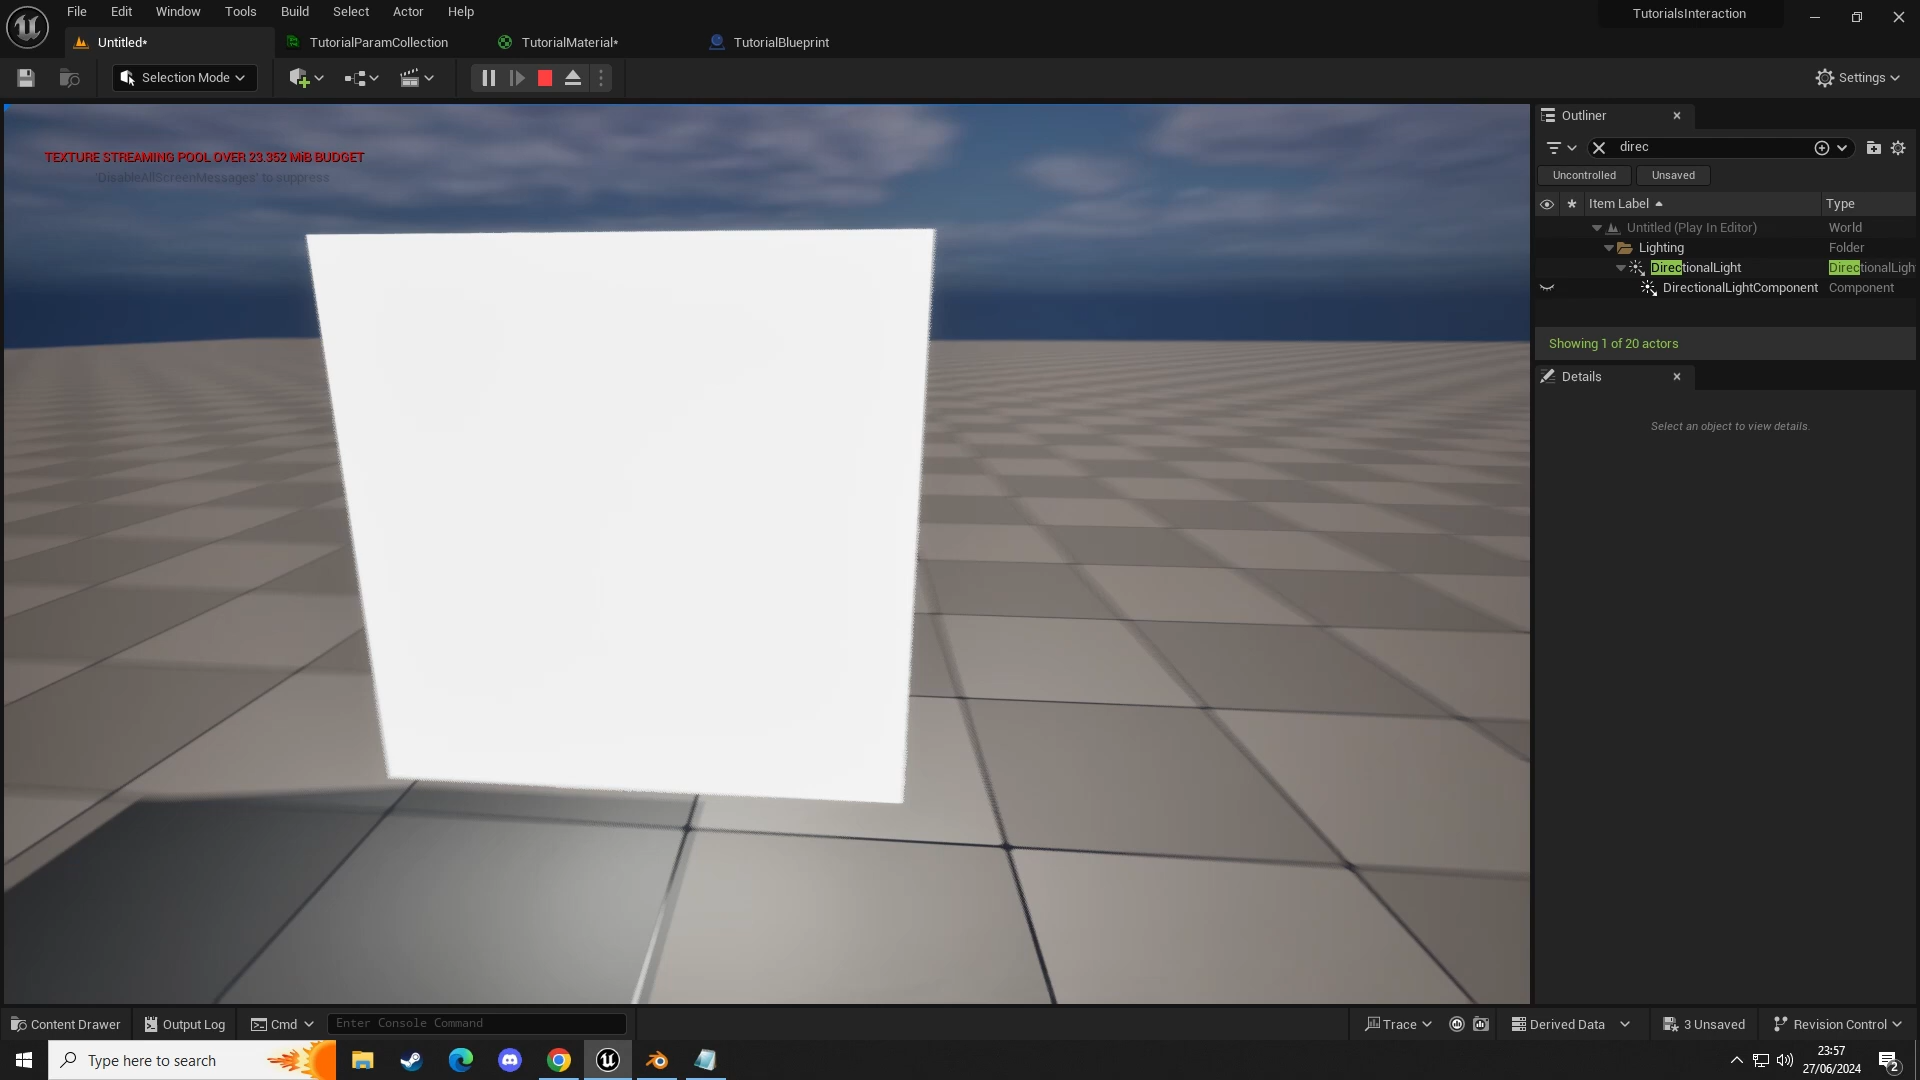 File Edit Window Tools Build Select Actor Help
TutorialsInteraction
Untitled* TutorialParamCollection TutorialMaterial* TutorialBlueprint
Selection Mode
Settings
TEXTURE STREAMING POOL OVER 23.352 MiB BUDGET
'DisableAllScreenMessages' to suppress
Outliner
direc
Uncontrolled Unsaved
Item Label Type
Untitled (Play In Editor) World
Lighting Folder
DirectionalLight DirectionalLigh
DirectionalLightComponent Component
Showing 1 of 20 actors
Details
Select an object to view details.
Content Drawer Output Log Cmd Enter Console Command Trace Derived Data 3 Unsaved Revision Control
Type here to search
23:57
27/06/2024
2